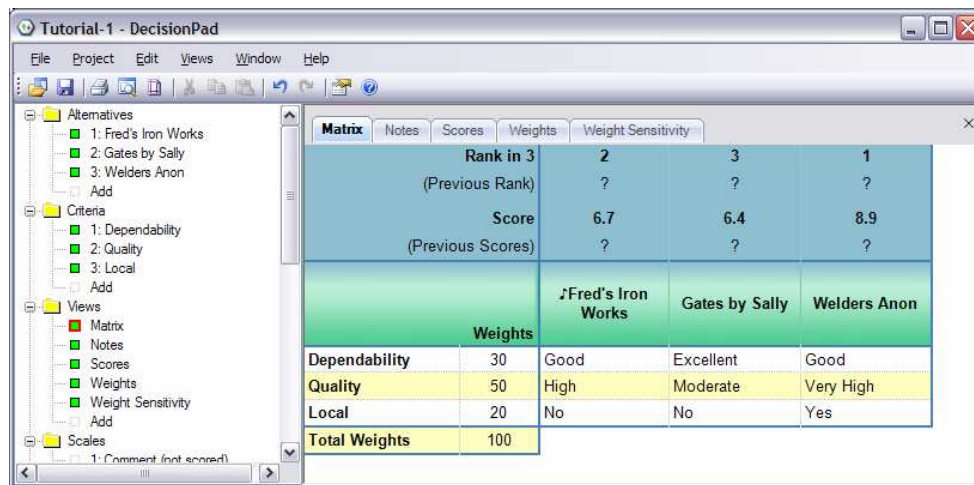 Tutorial-1 - DecisionPad
File Project Edit Views Window Help
Alternatives
1: Fred's Iron Works
2: Gates by Sally
3: Welders Anon
Add
Criteria
1: Dependability
2: Quality
3: Local
Add
Views
Matrix
Notes
Scores
Weights
Weight Sensitivity
Add
Scales
1: Comment (not scored)
Matrix Notes Scores Weights Weight Sensitivity
Rank in 3 2 3 1
(Previous Rank) ? ? ?
Score 6.7 6.4 8.9
(Previous Scores) ? ? ?
Weights ♪Fred's Iron Works Gates by Sally Welders Anon
Dependability 30 Good Excellent Good
Quality 50 High Moderate Very High
Local 20 No No Yes
Total Weights 100